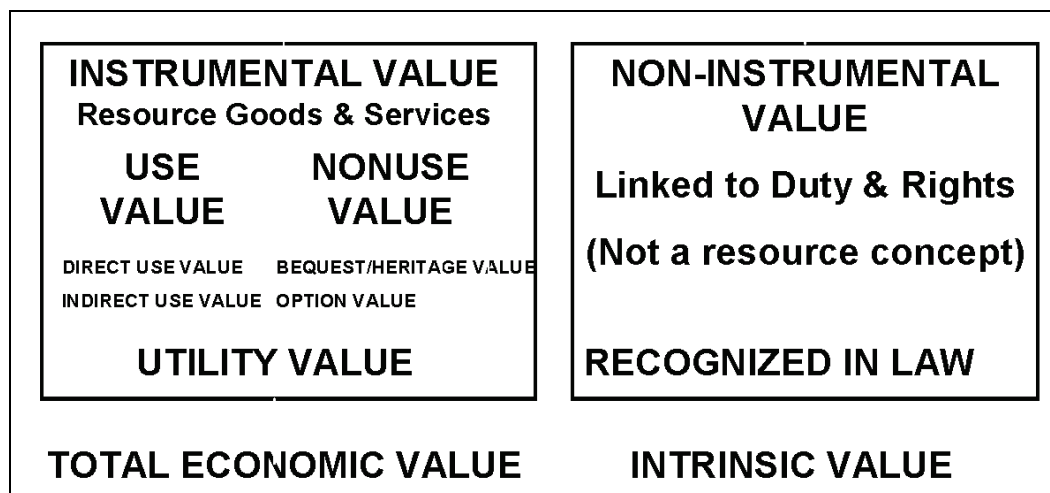 INSTRUMENTAL VALUE
Resource Goods & Services
USE VALUE
NONUSE VALUE
DIRECT USE VALUE
BEQUEST/HERITAGE VALUE
INDIRECT USE VALUE
OPTION VALUE
UTILITY VALUE
TOTAL ECONOMIC VALUE
NON-INSTRUMENTAL
VALUE
Linked to Duty & Rights
(Not a resource concept)
RECOGNIZED IN LAW
INTRINSIC VALUE